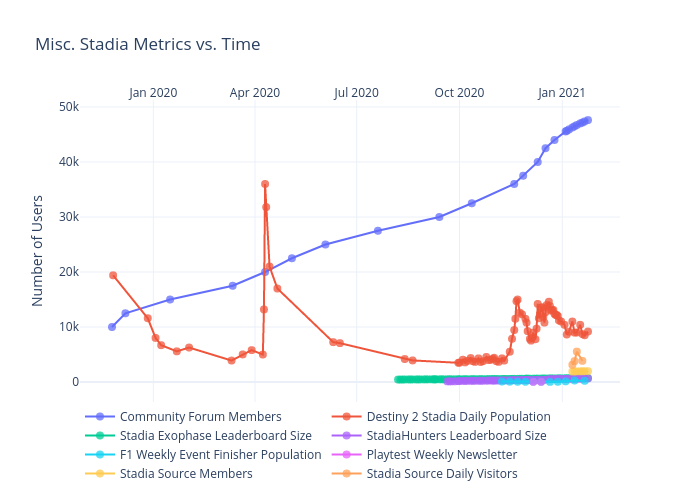 Misc. Stadia Metrics vs. Time
Jan 2020 Apr 2020 Jul 2020 Oct 2020 Jan 2021
50k
40k
30k
20k
10k
0
Number of Users
Community Forum Members Destiny 2 Stadia Daily Population
Stadia Exophase Leaderboard Size StadiaHunters Leaderboard Size
F1 Weekly Event Finisher Population Playtest Weekly Newsletter
Stadia Source Members Stadia Source Daily Visitors